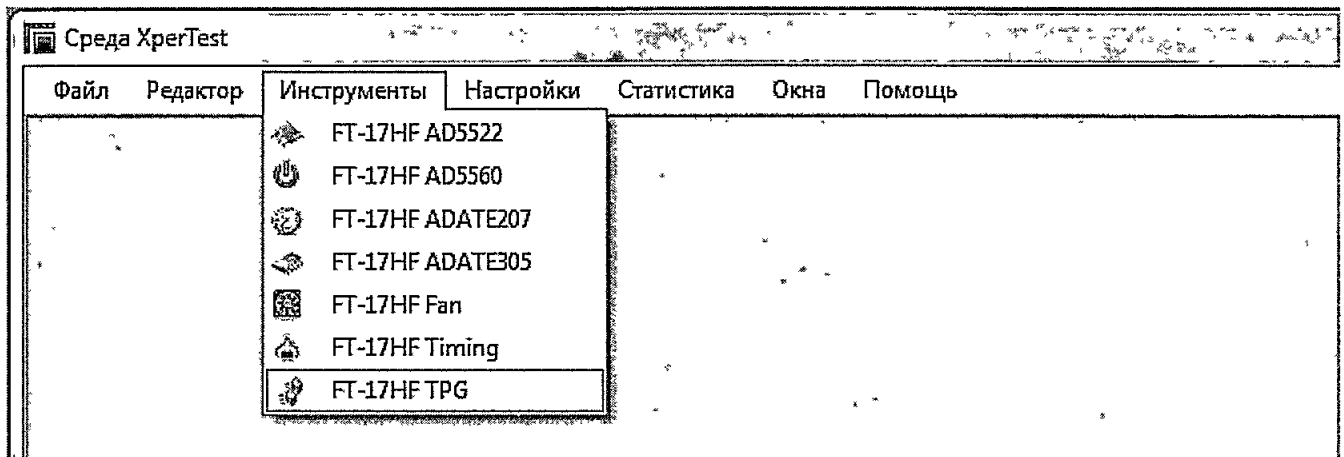 Среда XperTest
Файл Редактор Инструменты Настройки Статистика Окна Помощь
FT-17HF AD5522
FT-17HF AD5560
FT-17HF ADATE207
FT-17HF ADATE305
FT-17HF Fan
FT-17HF Timing
FT-17HF TPG